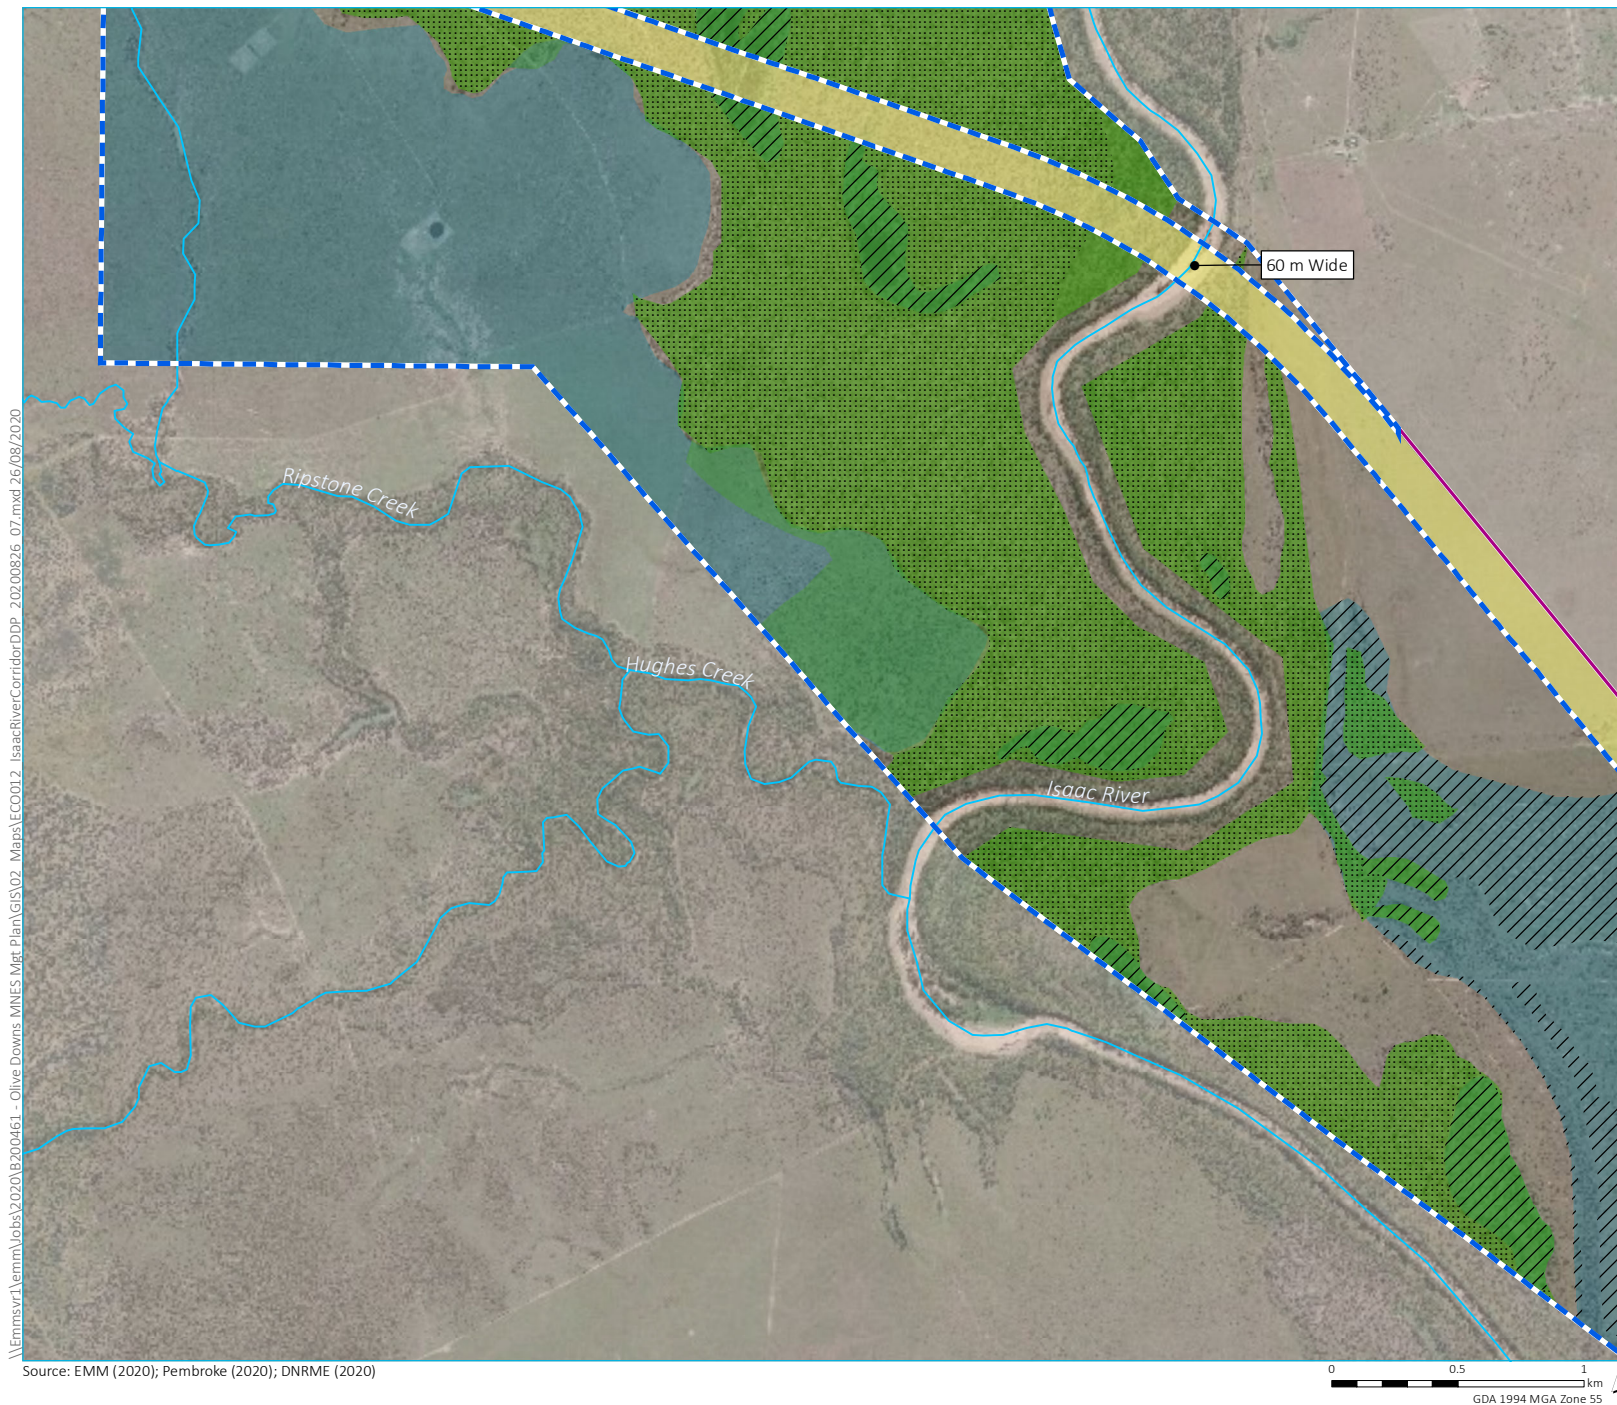 60 m Wide
Ripstone Creek
Hughes Creek
Isaac River
\\Emmsvr1\emm\Jobs\2020\B200461 - Olive Downs MNES Mgt Plan\GIS\02_Maps\ECO012_IsaacRiverCorridorDDP_20200826_07.mxd 26/08/2020
Source: EMM (2020); Pembroke (2020); DNRME (2020)
0 0.5 1
km
GDA 1994 MGA Zone 55